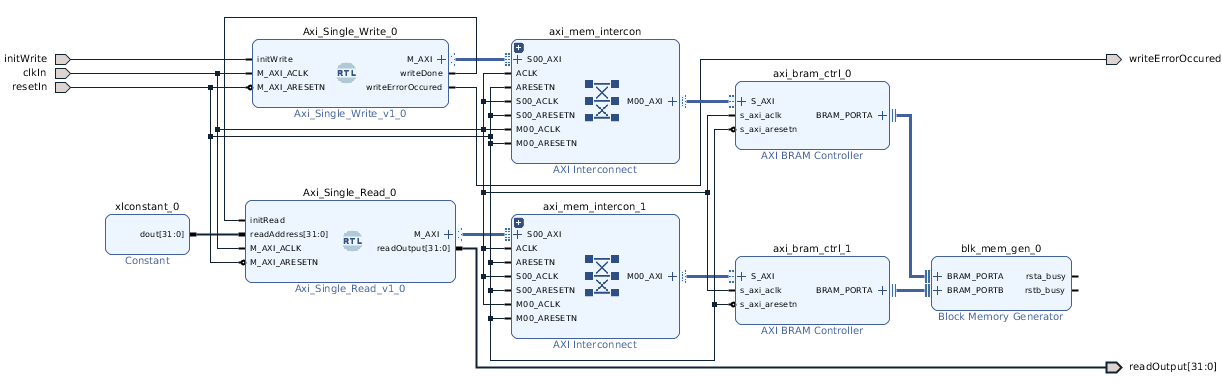 initWrite
clkIn
resetIn
Axi_Single_Write_0
initWrite
M_AXI_ACLK
M_AXI_ARESETN
RTL
M_AXI
writeDone
writeErrorOccured
Axi_Single_Write_v1_0
axi_mem_intercon
S00_AXI
ACLK
ARESETN
S00_ACLK
S00_ARESETN
M00_ACLK
M00_ARESETN
M00_AXI
AXI Interconnect
axi_bram_ctrl_0
S_AXI
s_axi_aclk
s_axi_aresetn
BRAM_PORTA
AXI BRAM Controller
writeErrorOccured
xlconstant_0
dout[31:0]
Constant
Axi_Single_Read_0
initRead
readAddress[31:0]
M_AXI_ACLK
M_AXI_ARESETN
RTL
M_AXI
readOutput[31:0]
Axi_Single_Read_v1_0
axi_mem_intercon_1
S00_AXI
ACLK
ARESETN
S00_ACLK
S00_ARESETN
M00_ACLK
M00_ARESETN
M00_AXI
AXI Interconnect
axi_bram_ctrl_1
S_AXI
s_axi_aclk
s_axi_aresetn
BRAM_PORTA
AXI BRAM Controller
blk_mem_gen_0
BRAM_PORTA
BRAM_PORTB
rsta_busy
rstb_busy
Block Memory Generator
readOutput[31:0]